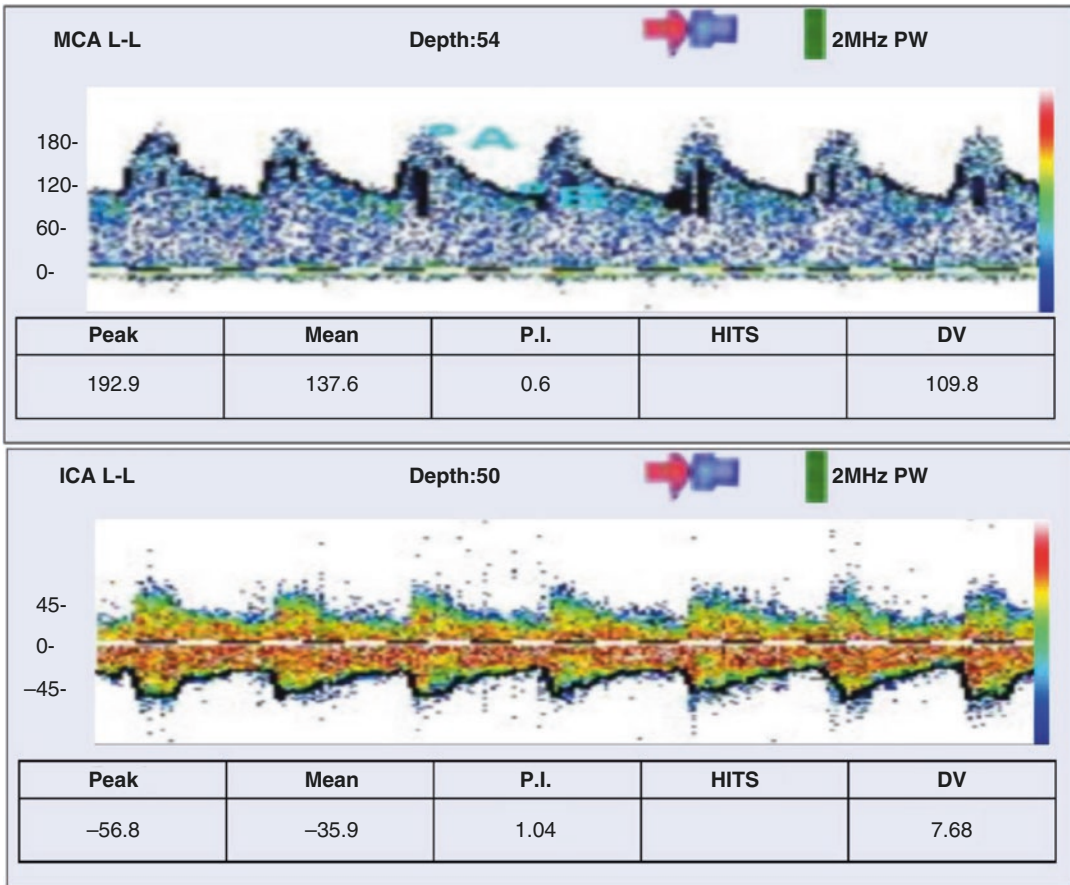 MCA L-L Depth:54 2MHz PW
180-
120-
60-
0-
Peak Mean P.I. HITS DV
192.9 137.6 0.6 109.8
ICA L-L Depth:50 2MHz PW
45-
0-
–45-
Peak Mean P.I. HITS DV
–56.8 –35.9 1.04 7.68